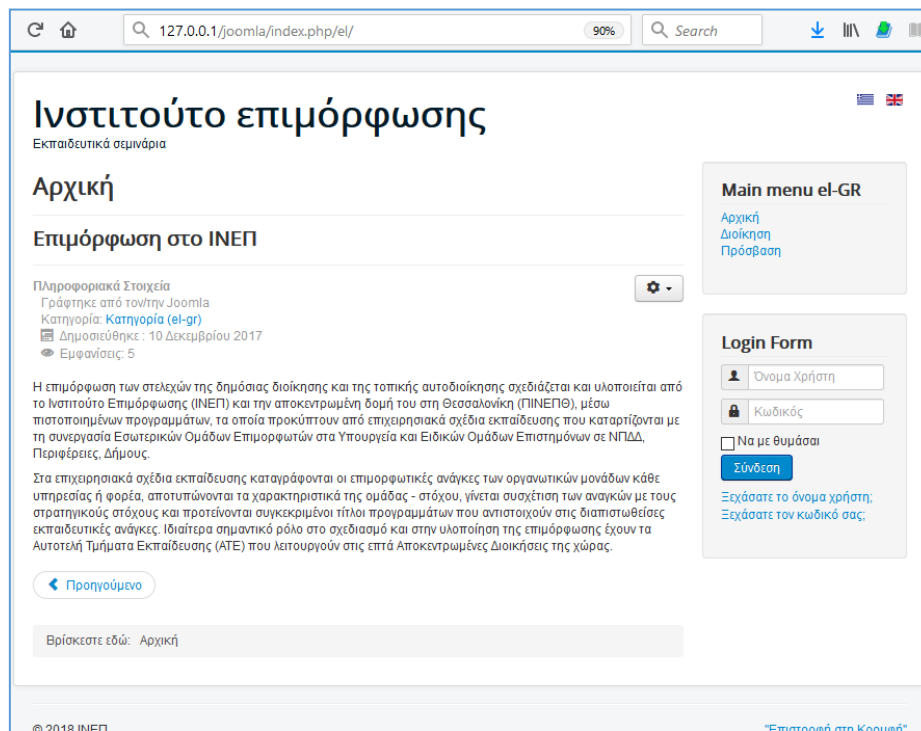 127.0.0.1/joomla/index.php/el/
90%
Search
Ινστιτούτο επιμόρφωσης
Εκπαιδευτικά σεμινάρια
Αρχική
Επιμόρφωση στο ΙΝΕΠ
Πληροφοριακά Στοιχεία
Γράφτηκε από τον/την Joomla
Κατηγορία: Κατηγορία (el-gr)
Δημοσιεύθηκε : 10 Δεκεμβρίου 2017
Εμφανίσεις: 5
Η επιμόρφωση των στελεχών της δημόσιας διοίκησης και της τοπικής αυτοδιοίκησης σχεδιάζεται και υλοποιείται από
το Ινστιτούτο Επιμόρφωσης (ΙΝΕΠ) και την αποκεντρωμένη δομή του στη Θεσσαλονίκη (ΠΙΝΕΠΘ), μέσω
πιστοποιημένων προγραμμάτων, τα οποία προκύπτουν από επιχειρησιακά σχέδια εκπαίδευσης που καταρτίζονται με
τη συνεργασία Εσωτερικών Ομάδων Επιμορφωτών στα Υπουργεία και Ειδικών Ομάδων Επιστημόνων σε ΝΠΔΔ,
Περιφέρειες, Δήμους.
Στα επιχειρησιακά σχέδια εκπαίδευσης καταγράφονται οι επιμορφωτικές ανάγκες των οργανωτικών μονάδων κάθε
υπηρεσίας ή φορέα, αποτυπώνονται τα χαρακτηριστικά της ομάδας - στόχου, γίνεται συσχέτιση των αναγκών με τους
στρατηγικούς στόχους και προτείνονται συγκεκριμένοι τίτλοι προγραμμάτων που αντιστοιχούν στις διαπιστωθείσες
εκπαιδευτικές ανάγκες. Ιδιαίτερα σημαντικό ρόλο στο σχεδιασμό και στην υλοποίηση της επιμόρφωσης έχουν τα
Αυτοτελή Τμήματα Εκπαίδευσης (ΑΤΕ) που λειτουργούν στις επτά Αποκεντρωμένες Διοικήσεις της χώρας.
Προηγούμενο
Βρίσκεστε εδώ: Αρχική
Main menu el-GR
Αρχική
Διοίκηση
Πρόσβαση
Login Form
Όνομα Χρήστη
Κωδικός
Να με θυμάσαι
Σύνδεση
Ξεχάσατε το όνομα χρήστη;
Ξεχάσατε τον κωδικό σας;
© 2018 ΙΝΕΠ
"Επιστροφή στη Κορυφή"